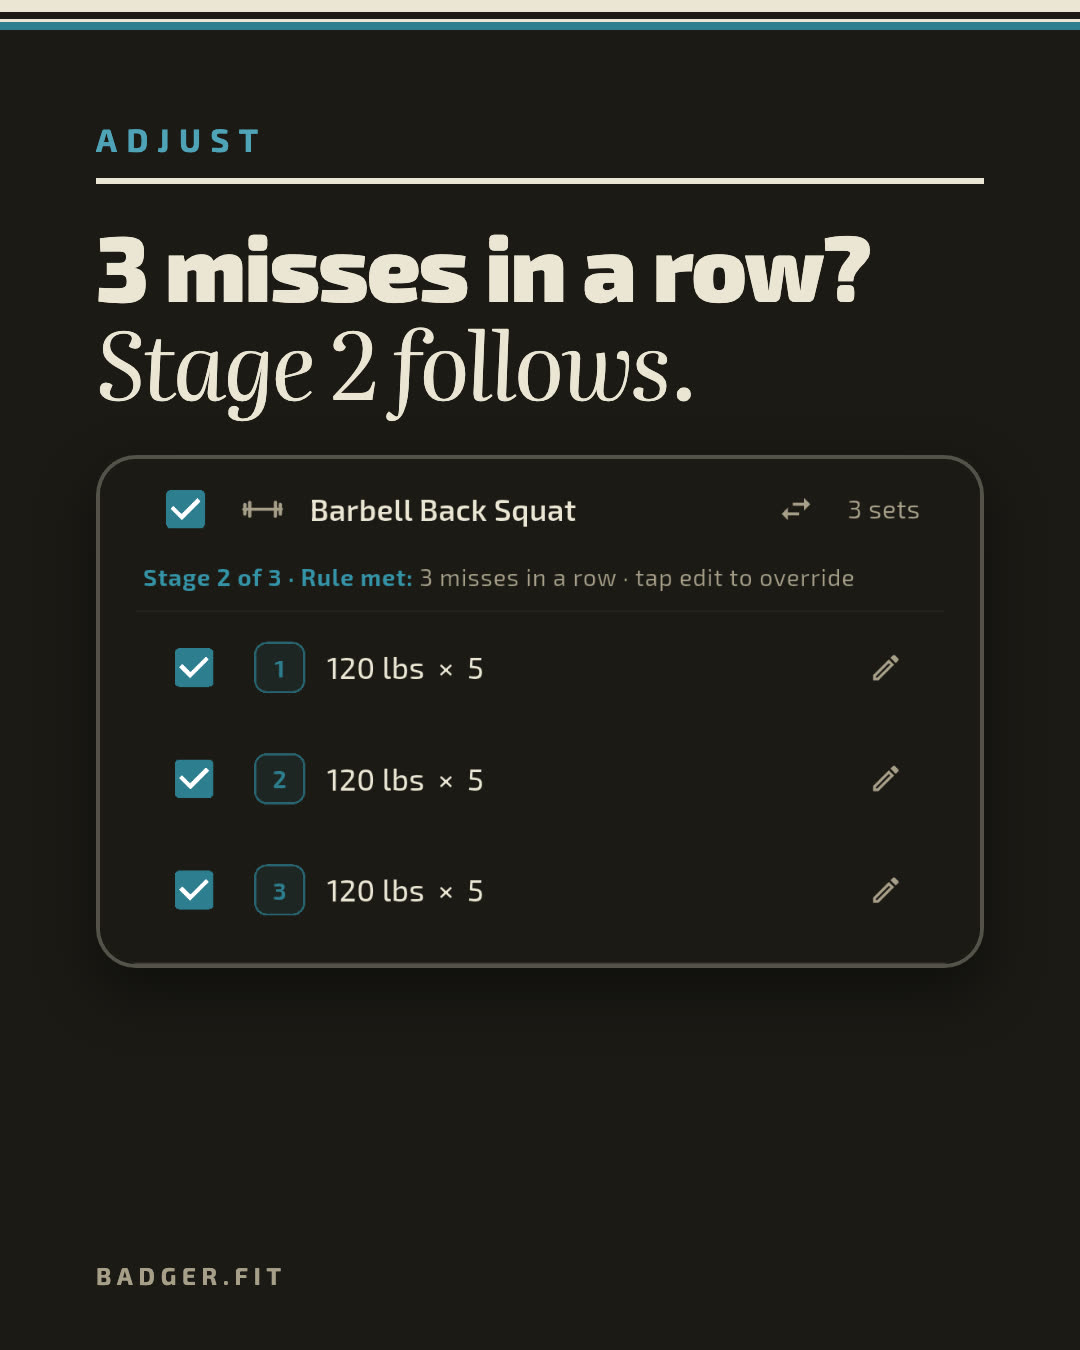 ADJUST
3 misses in a row?
Stage 2 follows.
Barbell Back Squat 3 sets
Stage 2 of 3 · Rule met: 3 misses in a row · tap edit to override
1 120 lbs × 5
2 120 lbs × 5
3 120 lbs × 5
BADGER.FIT